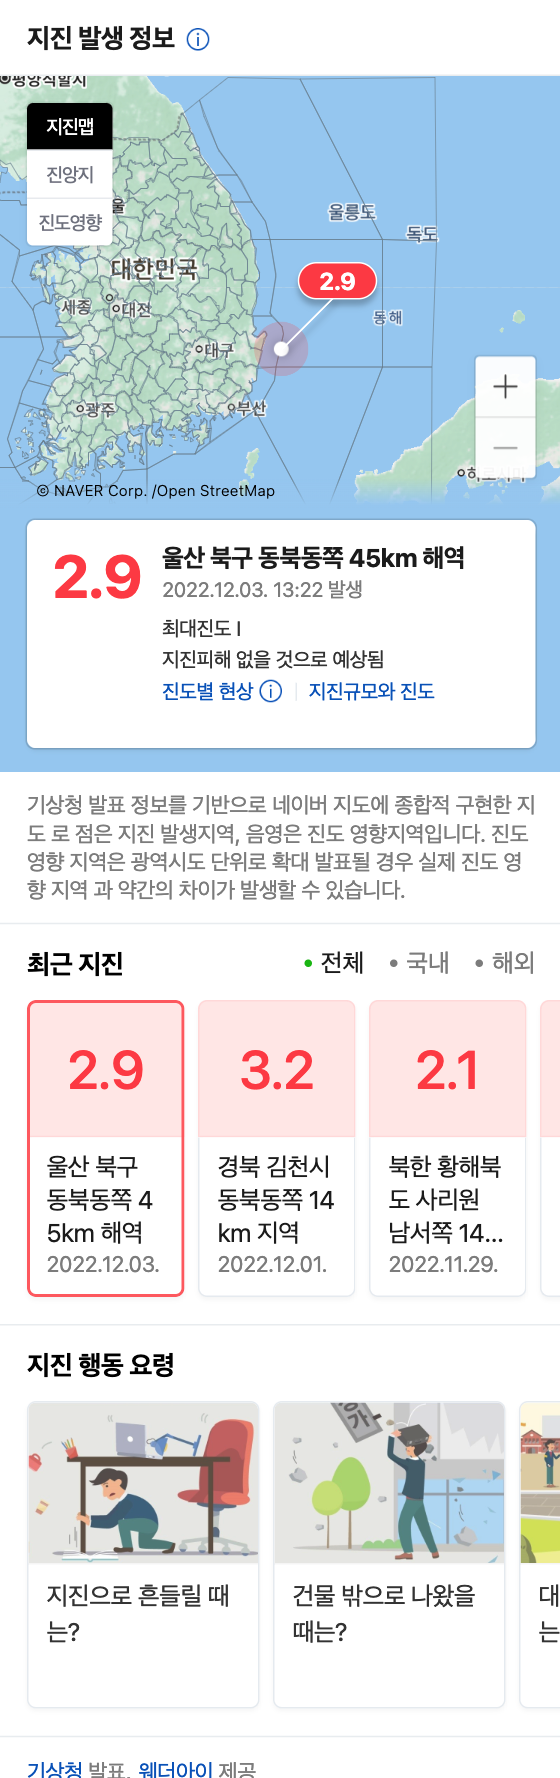 지진 발생 정보
평양직할시
지진맵
진앙지
진도영향
울
울릉도
독도
대한민국
2.9
동해
세종
대전
대구
광주
부산
히로시마
© NAVER Corp. /Open StreetMap
2.9
울산 북구 동북동쪽 45km 해역
2022.12.03. 13:22 발생
최대진도 I
지진피해 없을 것으로 예상됨
진도별 현상 지진규모와 진도
기상청 발표 정보를 기반으로 네이버 지도에 종합적 구현한 지
도 로 점은 지진 발생지역, 음영은 진도 영향지역입니다. 진도
영향 지역은 광역시도 단위로 확대 발표될 경우 실제 진도 영
향 지역 과 약간의 차이가 발생할 수 있습니다.
최근 지진
• 전체 • 국내 • 해외
2.9
울산 북구
동북동쪽 4
5km 해역
2022.12.03.
3.2
경북 김천시
동북동쪽 14
km 지역
2022.12.01.
2.1
북한 황해북
도 사리원
남서쪽 14...
2022.11.29.
지진 행동 요령
지진으로 흔들릴 때
는?
가
건물 밖으로 나왔을
때는?
대
는
기상청 발표, 웨더아이 제공